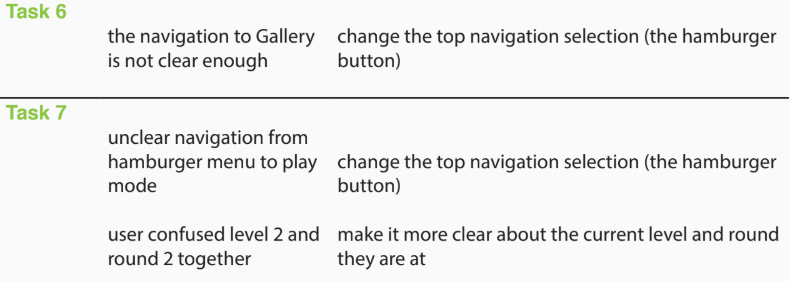 Task 6
the navigation to Gallery
is not clear enough
change the top navigation selection (the hamburger
button)
Task 7
unclear navigation from
hamburger menu to play
mode
change the top navigation selection (the hamburger
button)
user confused level 2 and
round 2 together
make it more clear about the current level and round
they are at